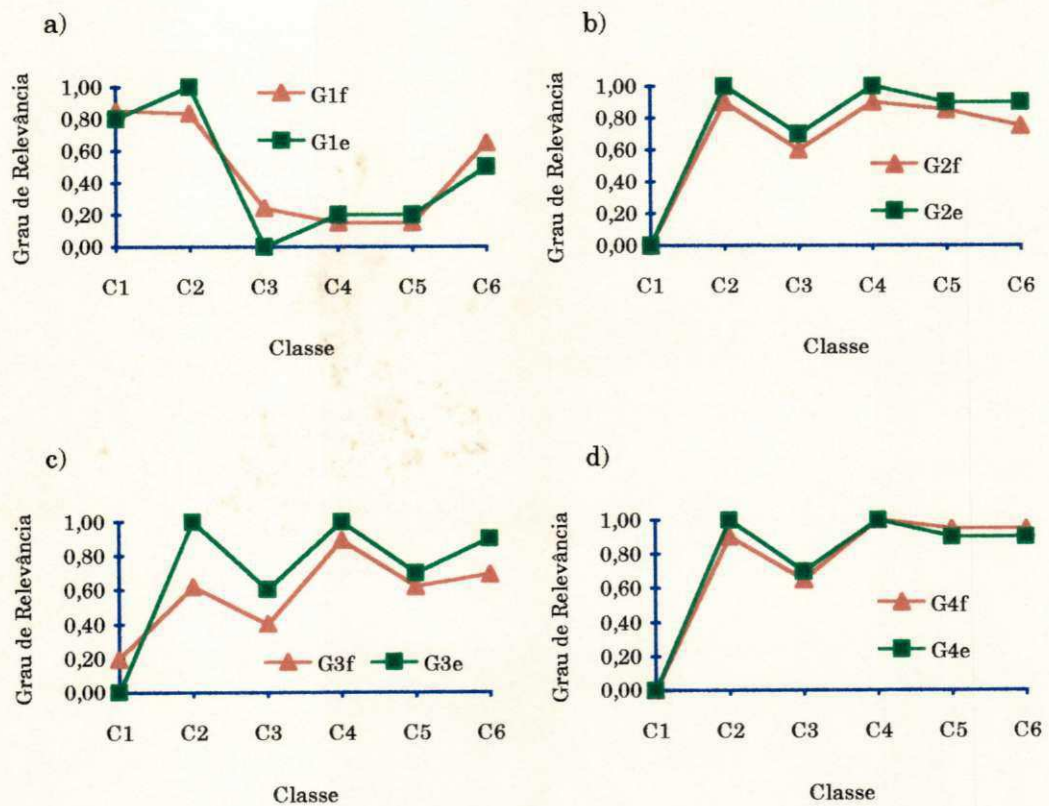 a)
Grau de Relevância
1,00
0,80
0,60
0,40
0,20
0,00
G1f
G1e
C1 C2 C3 C4 C5 C6
Classe
b)
Grau de Relevância
1,00
0,80
0,60
0,40
0,20
0,00
G2f
G2e
C1 C2 C3 C4 C5 C6
Classe
c)
Grau de Relevância
1,00
0,80
0,60
0,40
0,20
0,00
G3f G3e
C1 C2 C3 C4 C5 C6
Classe
d)
Grau de Relevância
1,00
0,80
0,60
0,40
0,20
0,00
G4f
G4e
C1 C2 C3 C4 C5 C6
Classe